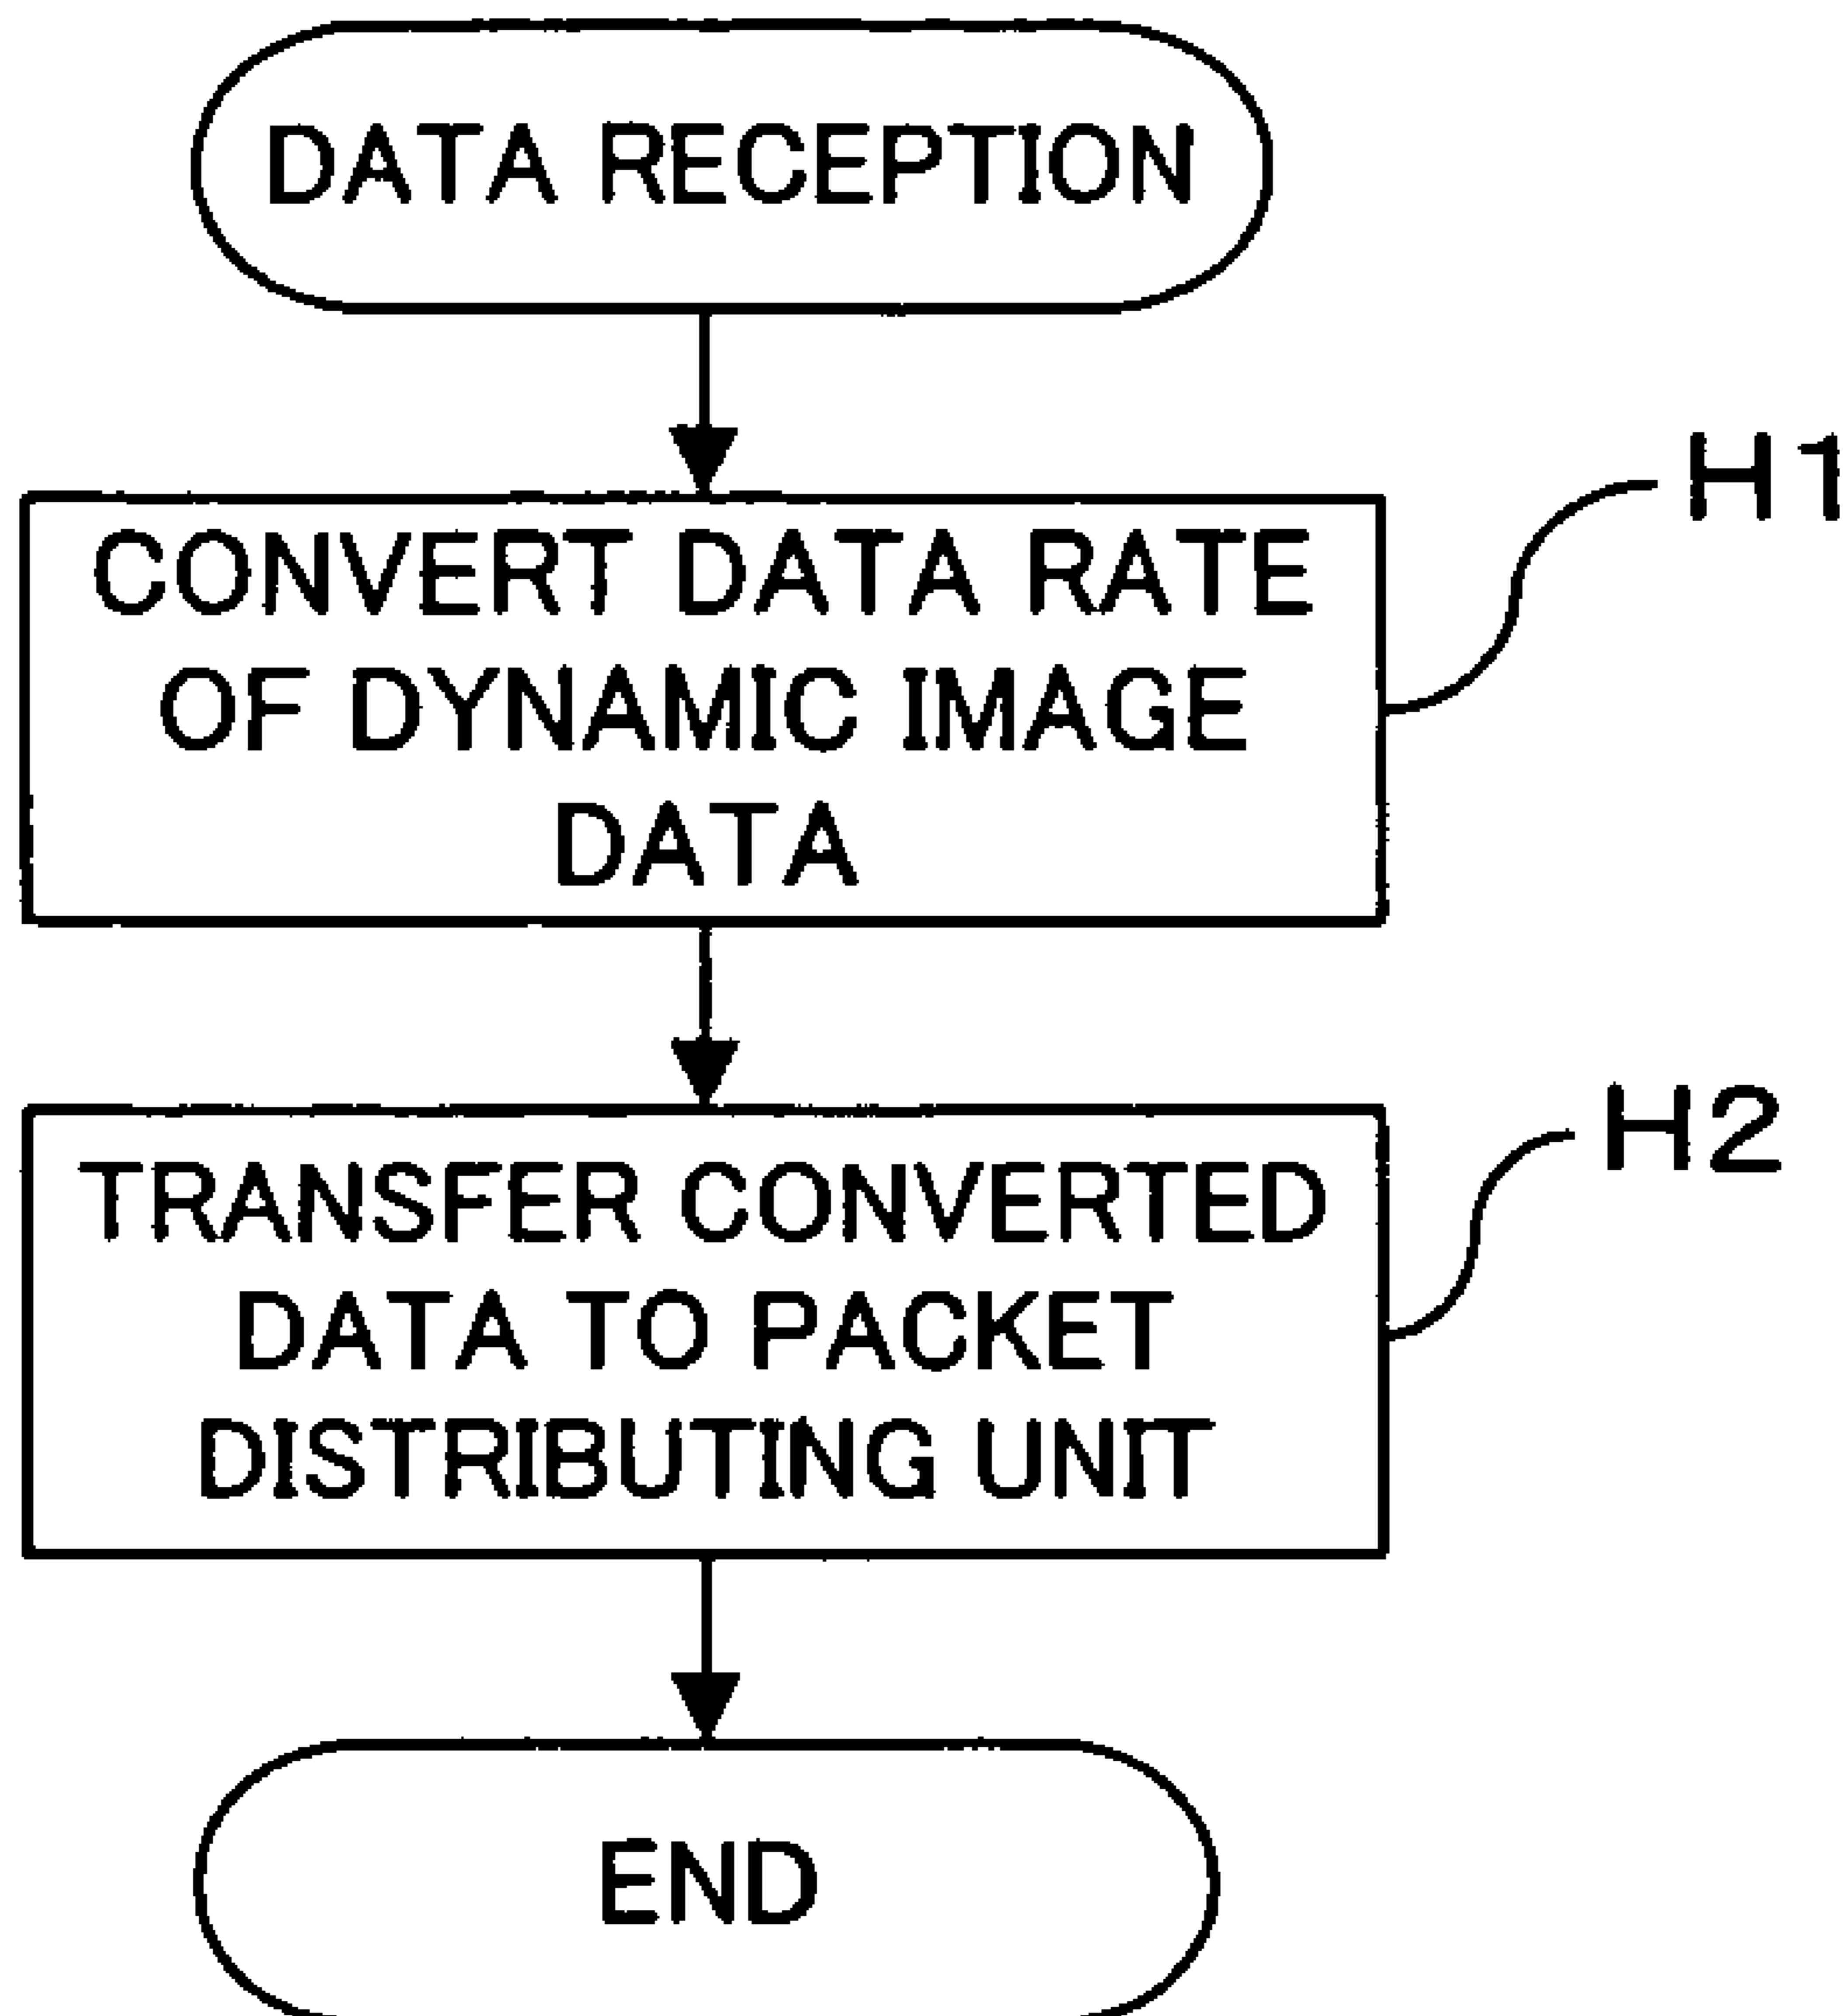 DATA RECEPTION
H1
CONVERT DATA RATE
OF DYNAMIC IMAGE
DATA
H2
TRANSFER CONVERTED
DATA TO PACKET
DISTRIBUTING UNIT
END